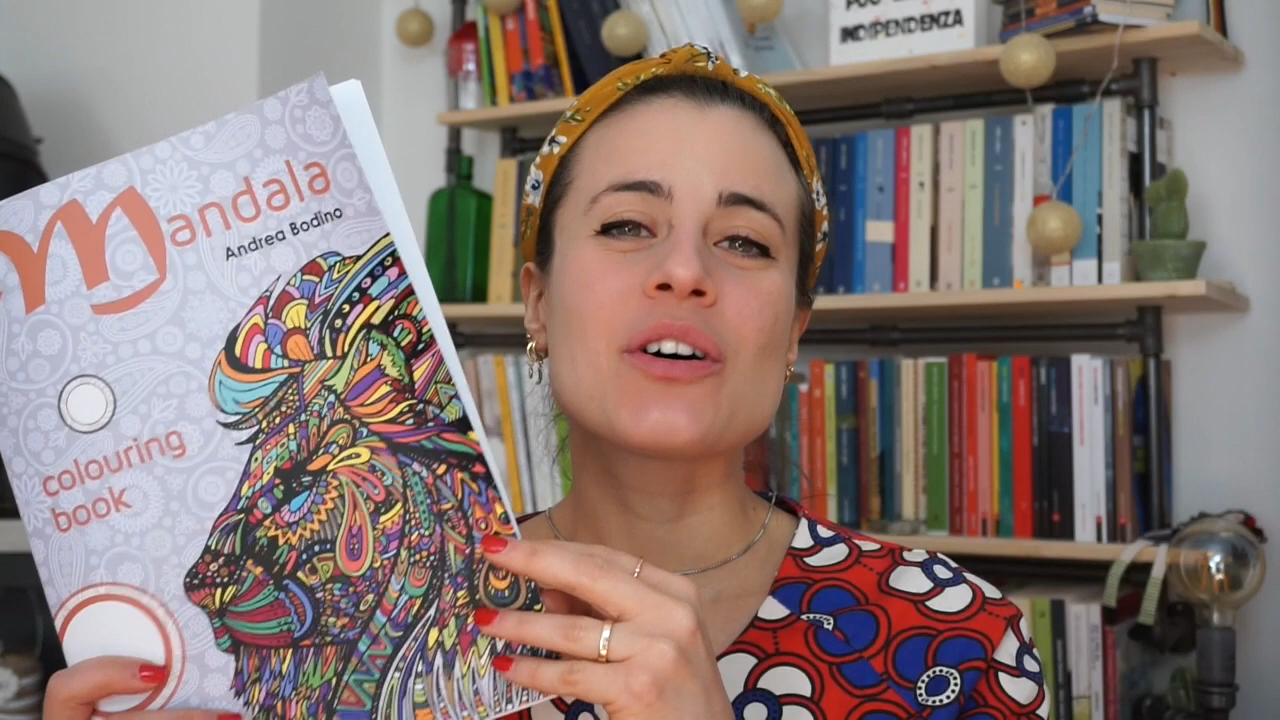 INDIPENDENZA
Mandala
Andrea Bodino
colouring
book